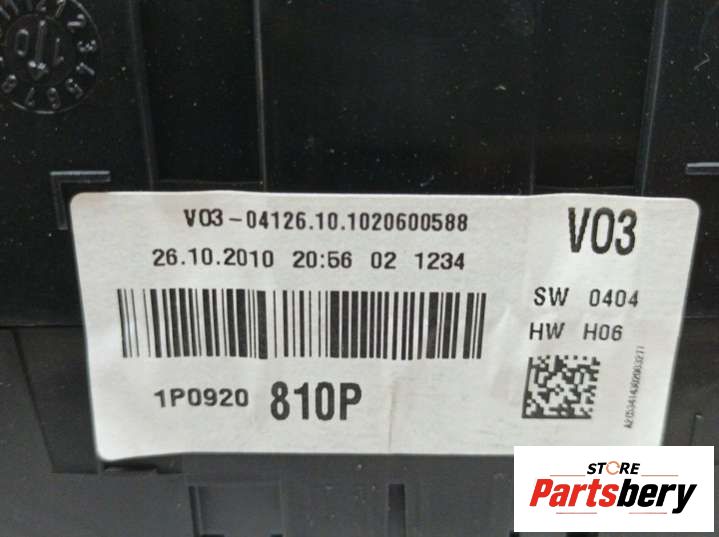 V03-04126.10.1020600588
V03
26.10.2010 20:56 02 1234
SW 0404
HW H06
1P0920 810P
STORE
Partsbery